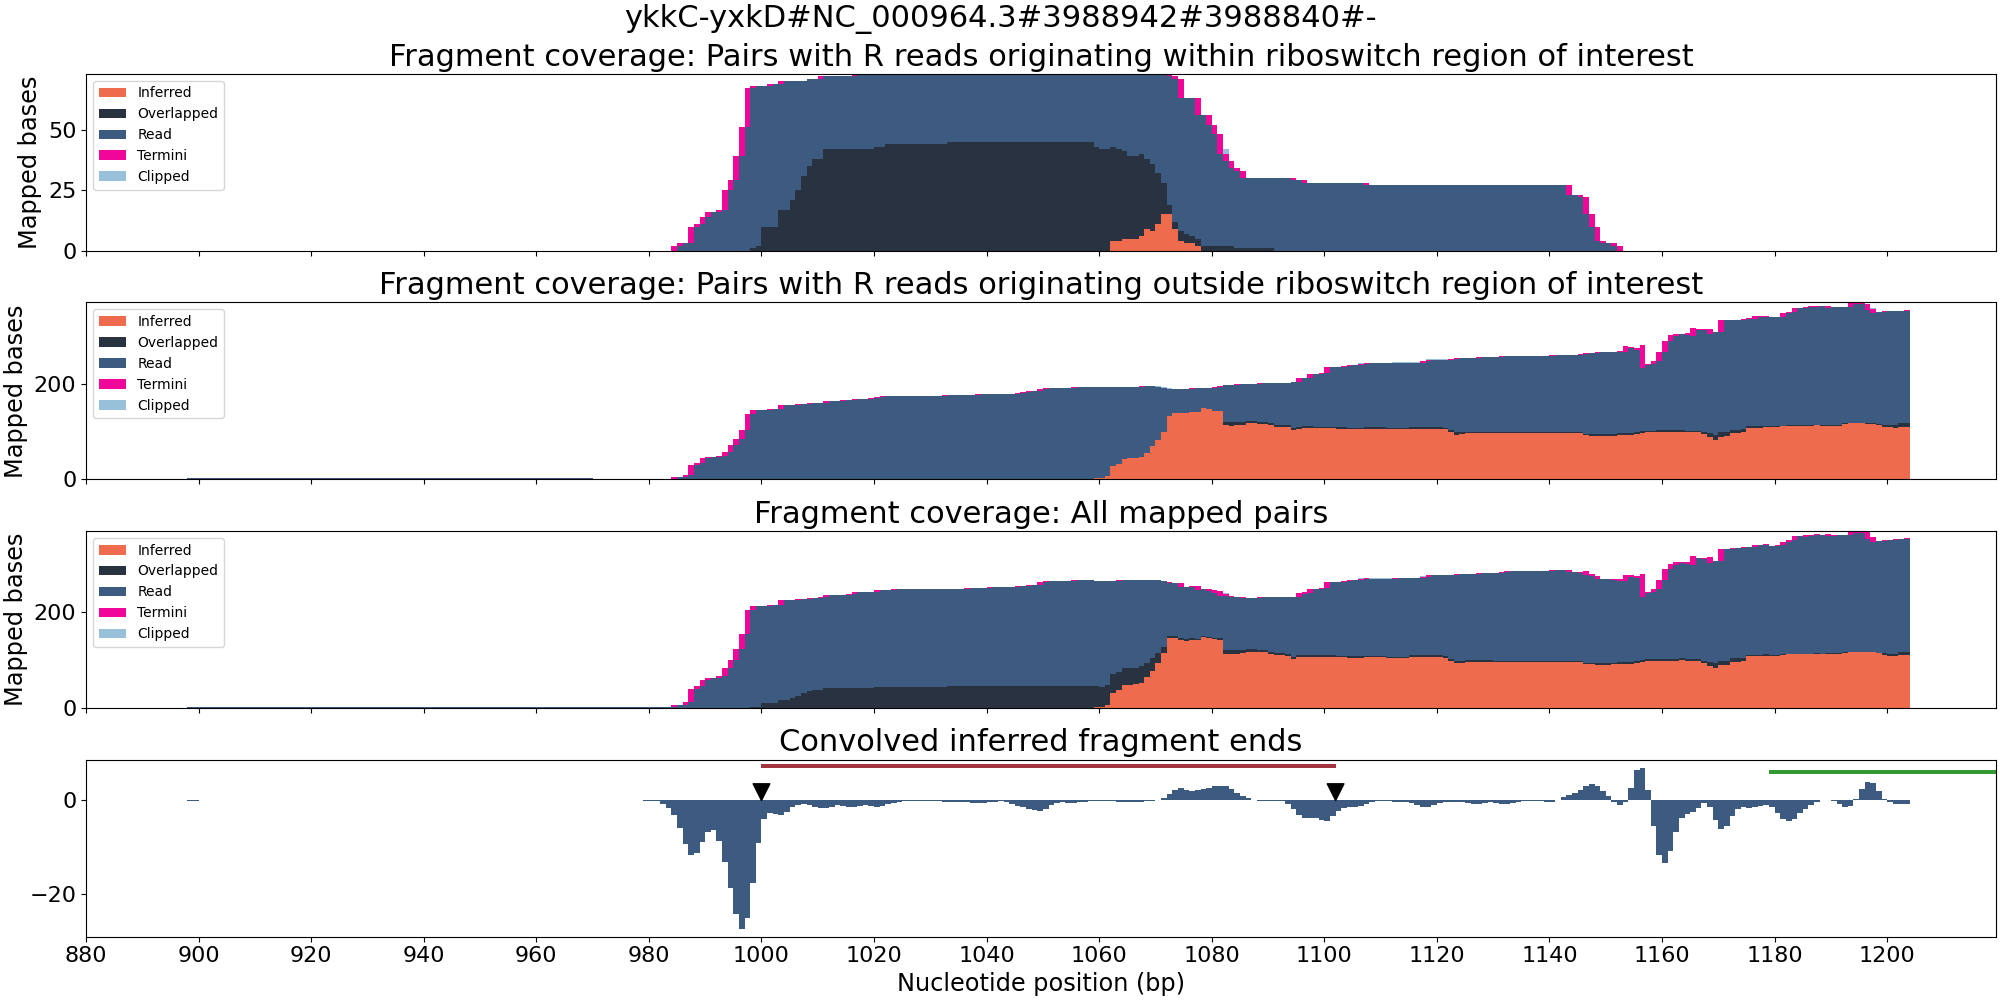 ykkC-yxkD#NC_000964.3#3988942#3988840#-
Fragment coverage: Pairs with R reads originating within riboswitch region of interest
Mapped bases
50
25
0
Inferred
Overlapped
Read
Termini
Clipped
Fragment coverage: Pairs with R reads originating outside riboswitch region of interest
Mapped bases
200
0
Inferred
Overlapped
Read
Termini
Clipped
Fragment coverage: All mapped pairs
Mapped bases
200
0
Inferred
Overlapped
Read
Termini
Clipped
Convolved inferred fragment ends
0
−20
880 900 920 940 960 980 1000 1020 1040 1060 1080 1100 1120 1140 1160 1180 1200
Nucleotide position (bp)